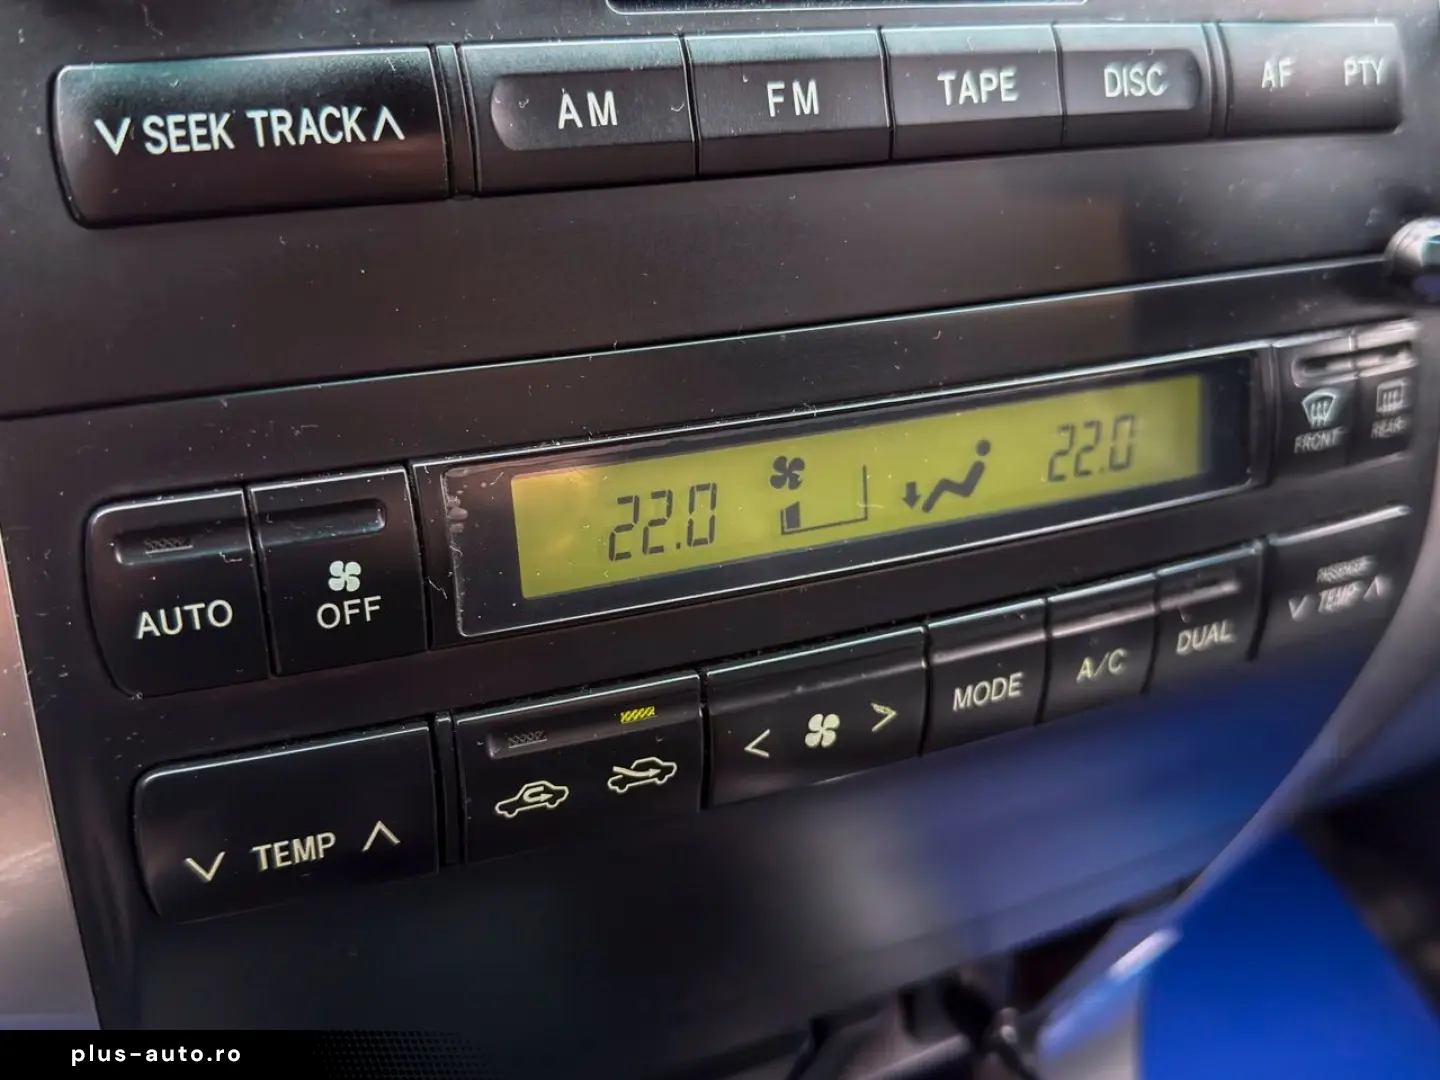 ∨ SEEK TRACK ∧
AM
FM
TAPE
DISC
AF
PTY
22.0
22.0
FRONT
REAR
AUTO
OFF
MODE
A/C
DUAL
PASSENGER
∨ TEMP ∧
∨ TEMP ∧
< >
plus-auto.ro